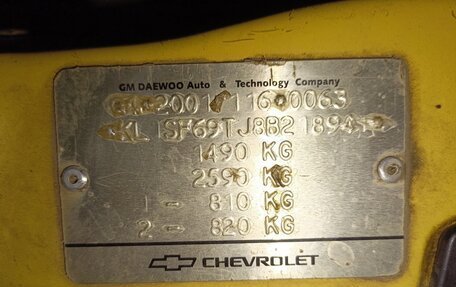 GM DAEWOO Auto & Technology Company
1490 KG
2590 KG
1 - 810 KG
2 - 820 KG
CHEVROLET